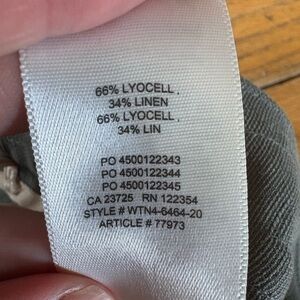 66% LYOCELL,
34% LINEN
66% LYOCELL,
34% LIN
PO 4500122343
PO 4500122344
PO 4500122345
CA 23725 RN 122354
STYLE # WTN4-6464-20
ARTICLE # 77973